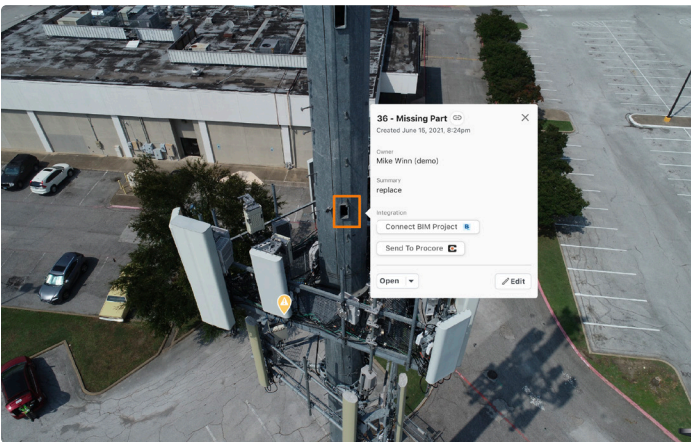 36 - Missing Part
Created June 15, 2021, 8:24pm
Owner
Mike Winn (demo)
Summary
replace
Integration
Connect BIM Project
Send To Procore
Open
Edit